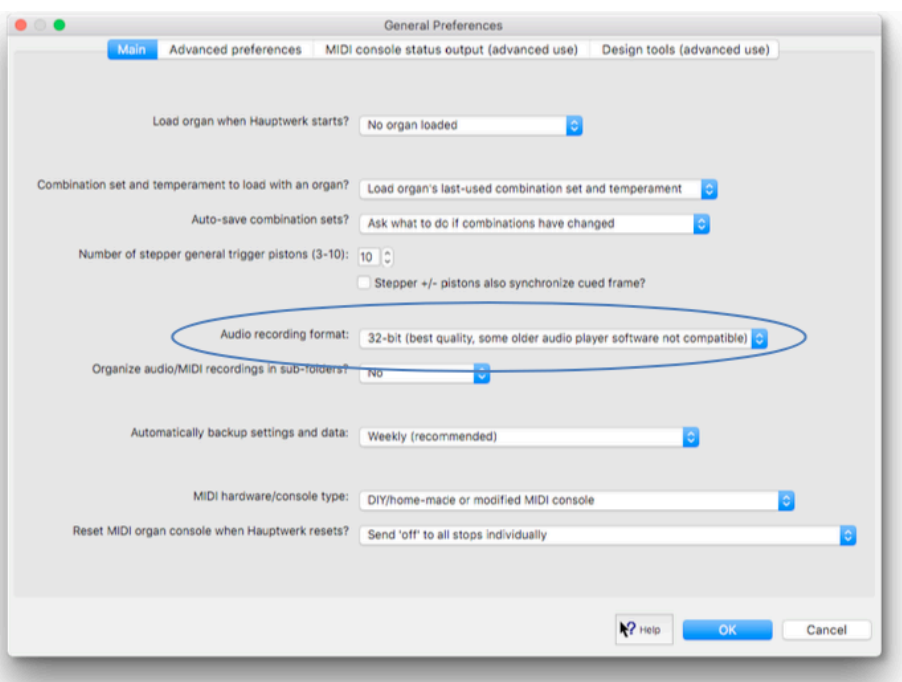 General Preferences
Main Advanced preferences MIDI console status output (advanced use) Design tools (advanced use)
Load organ when Hauptwerk starts? No organ loaded
Combination set and temperament to load with an organ? Load organ's last-used combination set and temperament
Auto-save combination sets? Ask what to do if combinations have changed
Number of stepper general trigger pistons (3-10): 10
Stepper +/- pistons also synchronize cued frame?
Audio recording format: 32-bit (best quality, some older audio player software not compatible)
Organize audio/MIDI recordings in sub-folders? No
Automatically backup settings and data: Weekly (recommended)
MIDI hardware/console type: DIY/home-made or modified MIDI console
Reset MIDI organ console when Hauptwerk resets? Send 'off' to all stops individually
? Help OK Cancel